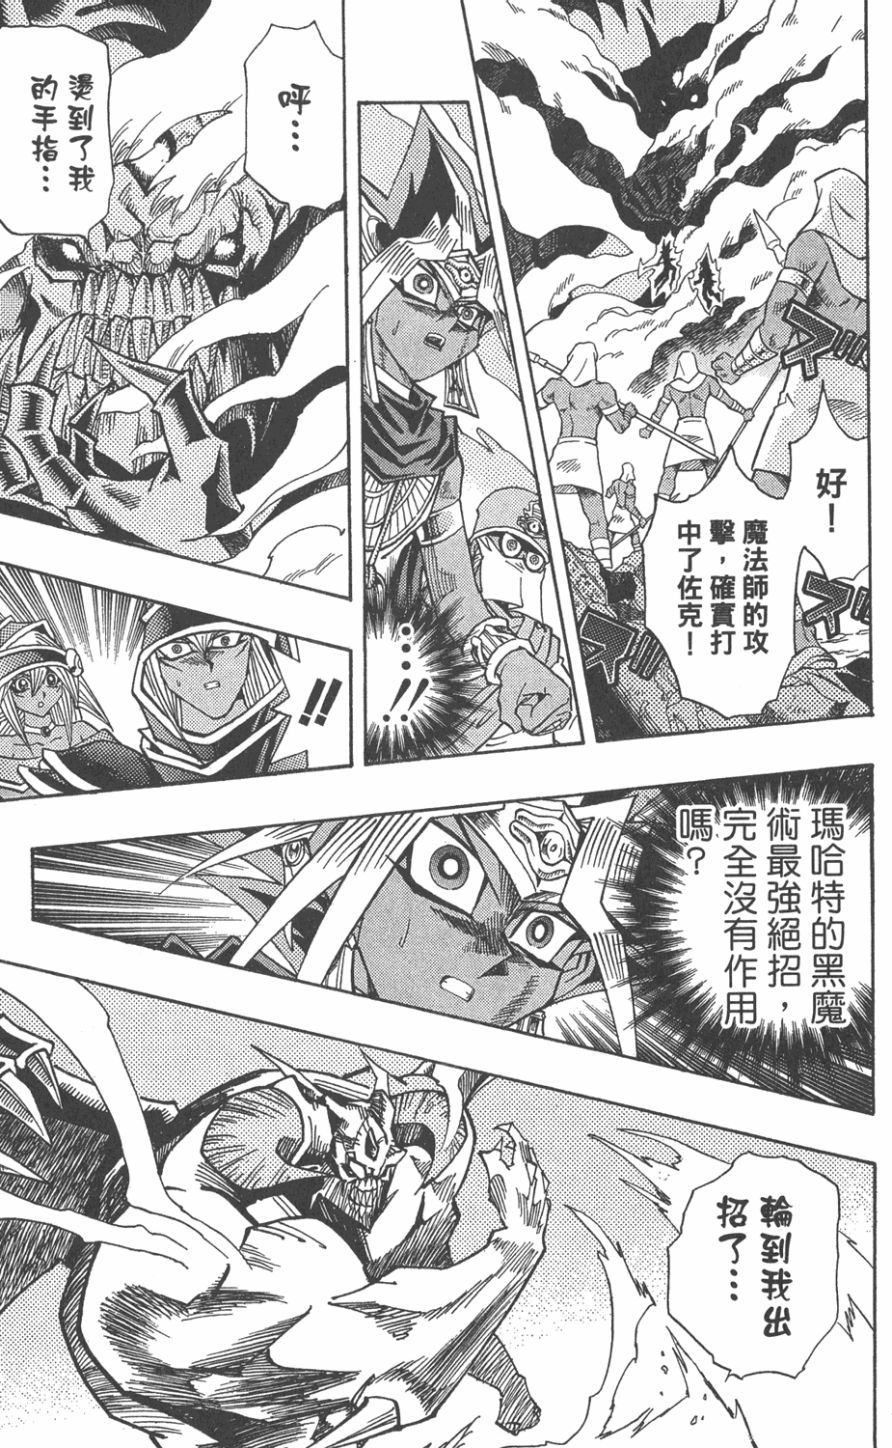 好！
魔法師的攻
擊，確實打
中了佐克！
…!!
呼…
燙到了我
的手指…
!!
瑪哈特的黑魔
術最強絕招，
完全沒有作用
嗎？
輪到我出
招了…